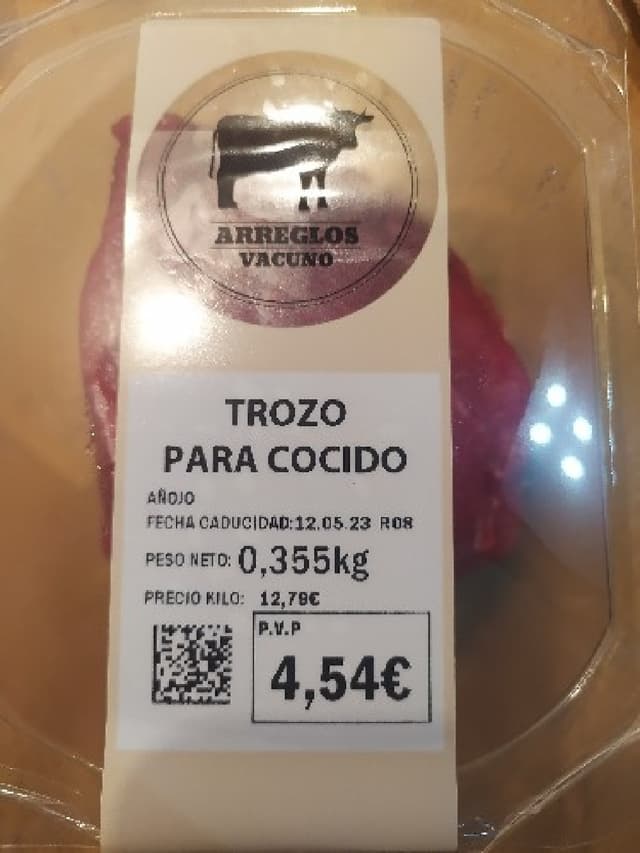 ARREGLOS
VACUNO
TROZO
PARA COCIDO
AÑOJO
FECHA CADUCIDAD:12.05.23 R08
PESO NETO: 0,355kg
PRECIO KILO: 12,79€
P.V.P
4,54€